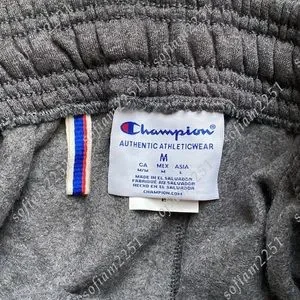 Champion
AUTHENTIC ATHLETICWEAR
M
CA MEX ASIA
M/M M L
MADE IN EL SALVADOR
FABRIQUÉ AU SALVADOR
HECHO EN EL SALVADOR
CHAMPION.COM
sofiam2251